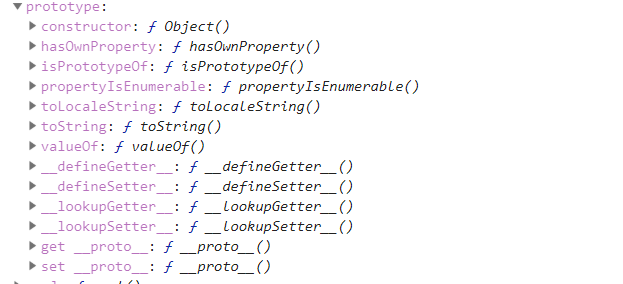 prototype:
constructor: ƒ Object()
hasOwnProperty: ƒ hasOwnProperty()
isPrototypeOf: ƒ isPrototypeOf()
propertyIsEnumerable: ƒ propertyIsEnumerable()
toLocaleString: ƒ toLocaleString()
toString: ƒ toString()
valueOf: ƒ valueOf()
__defineGetter__: ƒ __defineGetter__()
__defineSetter__: ƒ __defineSetter__()
__lookupGetter__: ƒ __lookupGetter__()
__lookupSetter__: ƒ __lookupSetter__()
get __proto__: ƒ __proto__()
set __proto__: ƒ __proto__()